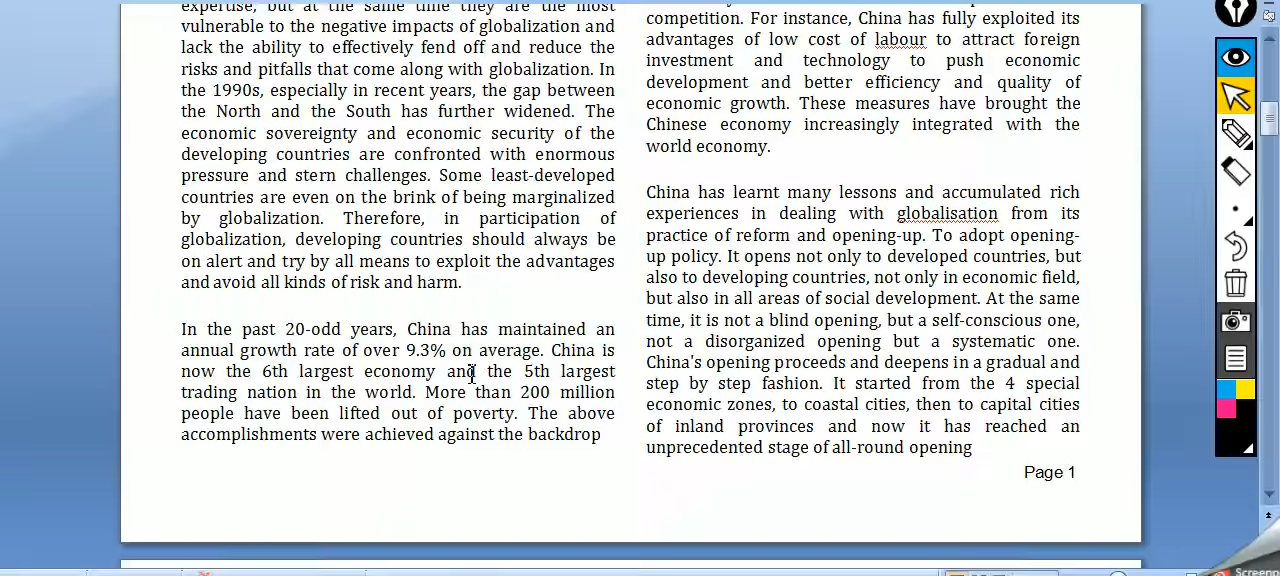 expertise, but at the same time they are the most
vulnerable to the negative impacts of globalization and
lack the ability to effectively fend off and reduce the
risks and pitfalls that come along with globalization. In
the 1990s, especially in recent years, the gap between
the North and the South has further widened. The
economic sovereignty and economic security of the
developing countries are confronted with enormous
pressure and stern challenges. Some least-developed
countries are even on the brink of being marginalized
by globalization. Therefore, in participation of
globalization, developing countries should always be
on alert and try by all means to exploit the advantages
and avoid all kinds of risk and harm.
In the past 20-odd years, China has maintained an
annual growth rate of over 9.3% on average. China is
now the 6th largest economy and the 5th largest
trading nation in the world. More than 200 million
people have been lifted out of poverty. The above
accomplishments were achieved against the backdrop
competition. For instance, China has fully exploited its
advantages of low cost of labour to attract foreign
investment and technology to push economic
development and better efficiency and quality of
economic growth. These measures have brought the
Chinese economy increasingly integrated with the
world economy.
China has learnt many lessons and accumulated rich
experiences in dealing with globalisation from its
practice of reform and opening-up. To adopt opening-
up policy. It opens not only to developed countries, but
also to developing countries, not only in economic field,
but also in all areas of social development. At the same
time, it is not a blind opening, but a self-conscious one,
not a disorganized opening but a systematic one.
China's opening proceeds and deepens in a gradual and
step by step fashion. It started from the 4 special
economic zones, to coastal cities, then to capital cities
of inland provinces and now it has reached an
unprecedented stage of all-round opening
Page 1